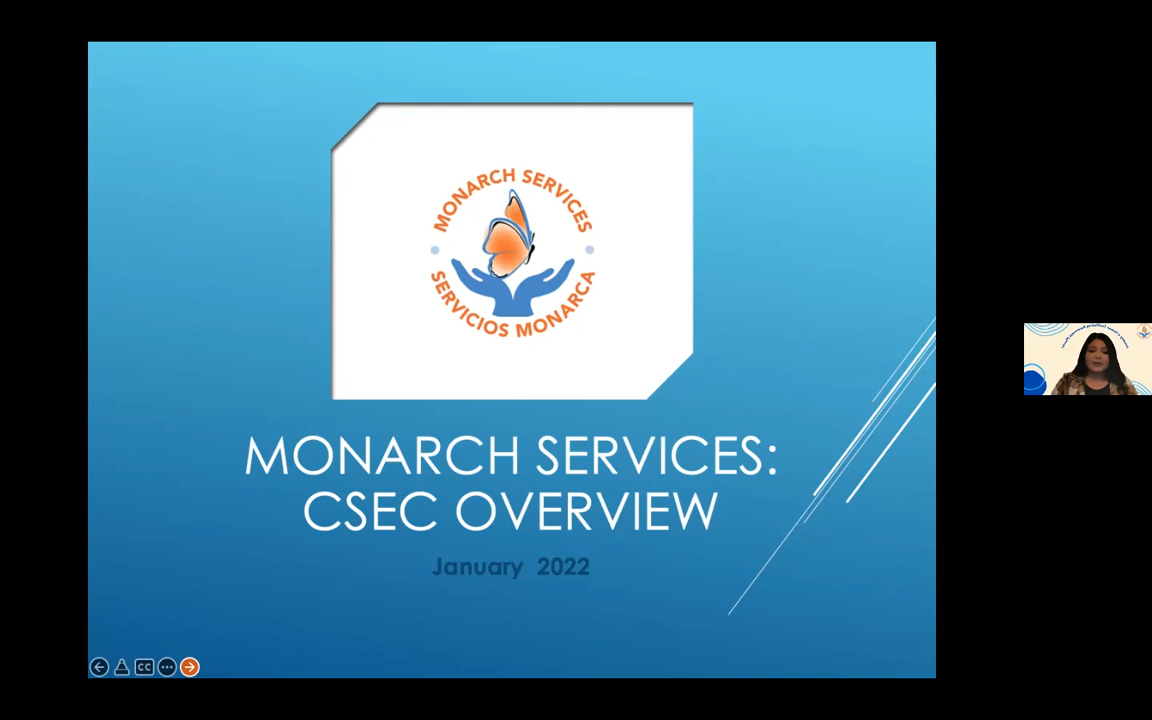 MONARCH SERVICES
SERVICIOS MONARCA
MONARCH SERVICES:
CSEC OVERVIEW
January 2022
CC